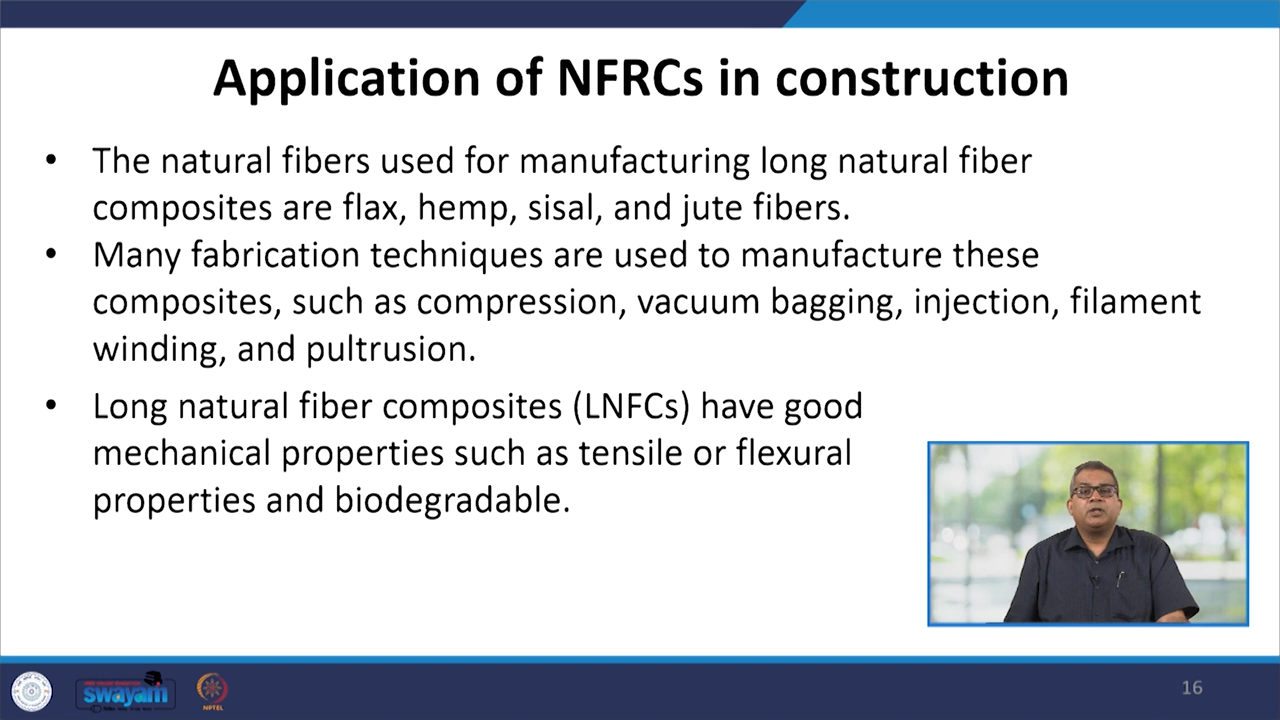 Application of NFRCs in construction
• The natural fibers used for manufacturing long natural fiber
composites are flax, hemp, sisal, and jute fibers.
• Many fabrication techniques are used to manufacture these
composites, such as compression, vacuum bagging, injection, filament
winding, and pultrusion.
• Long natural fiber composites (LNFCs) have good
mechanical properties such as tensile or flexural
properties and biodegradable.
swayam
NPTEL
16